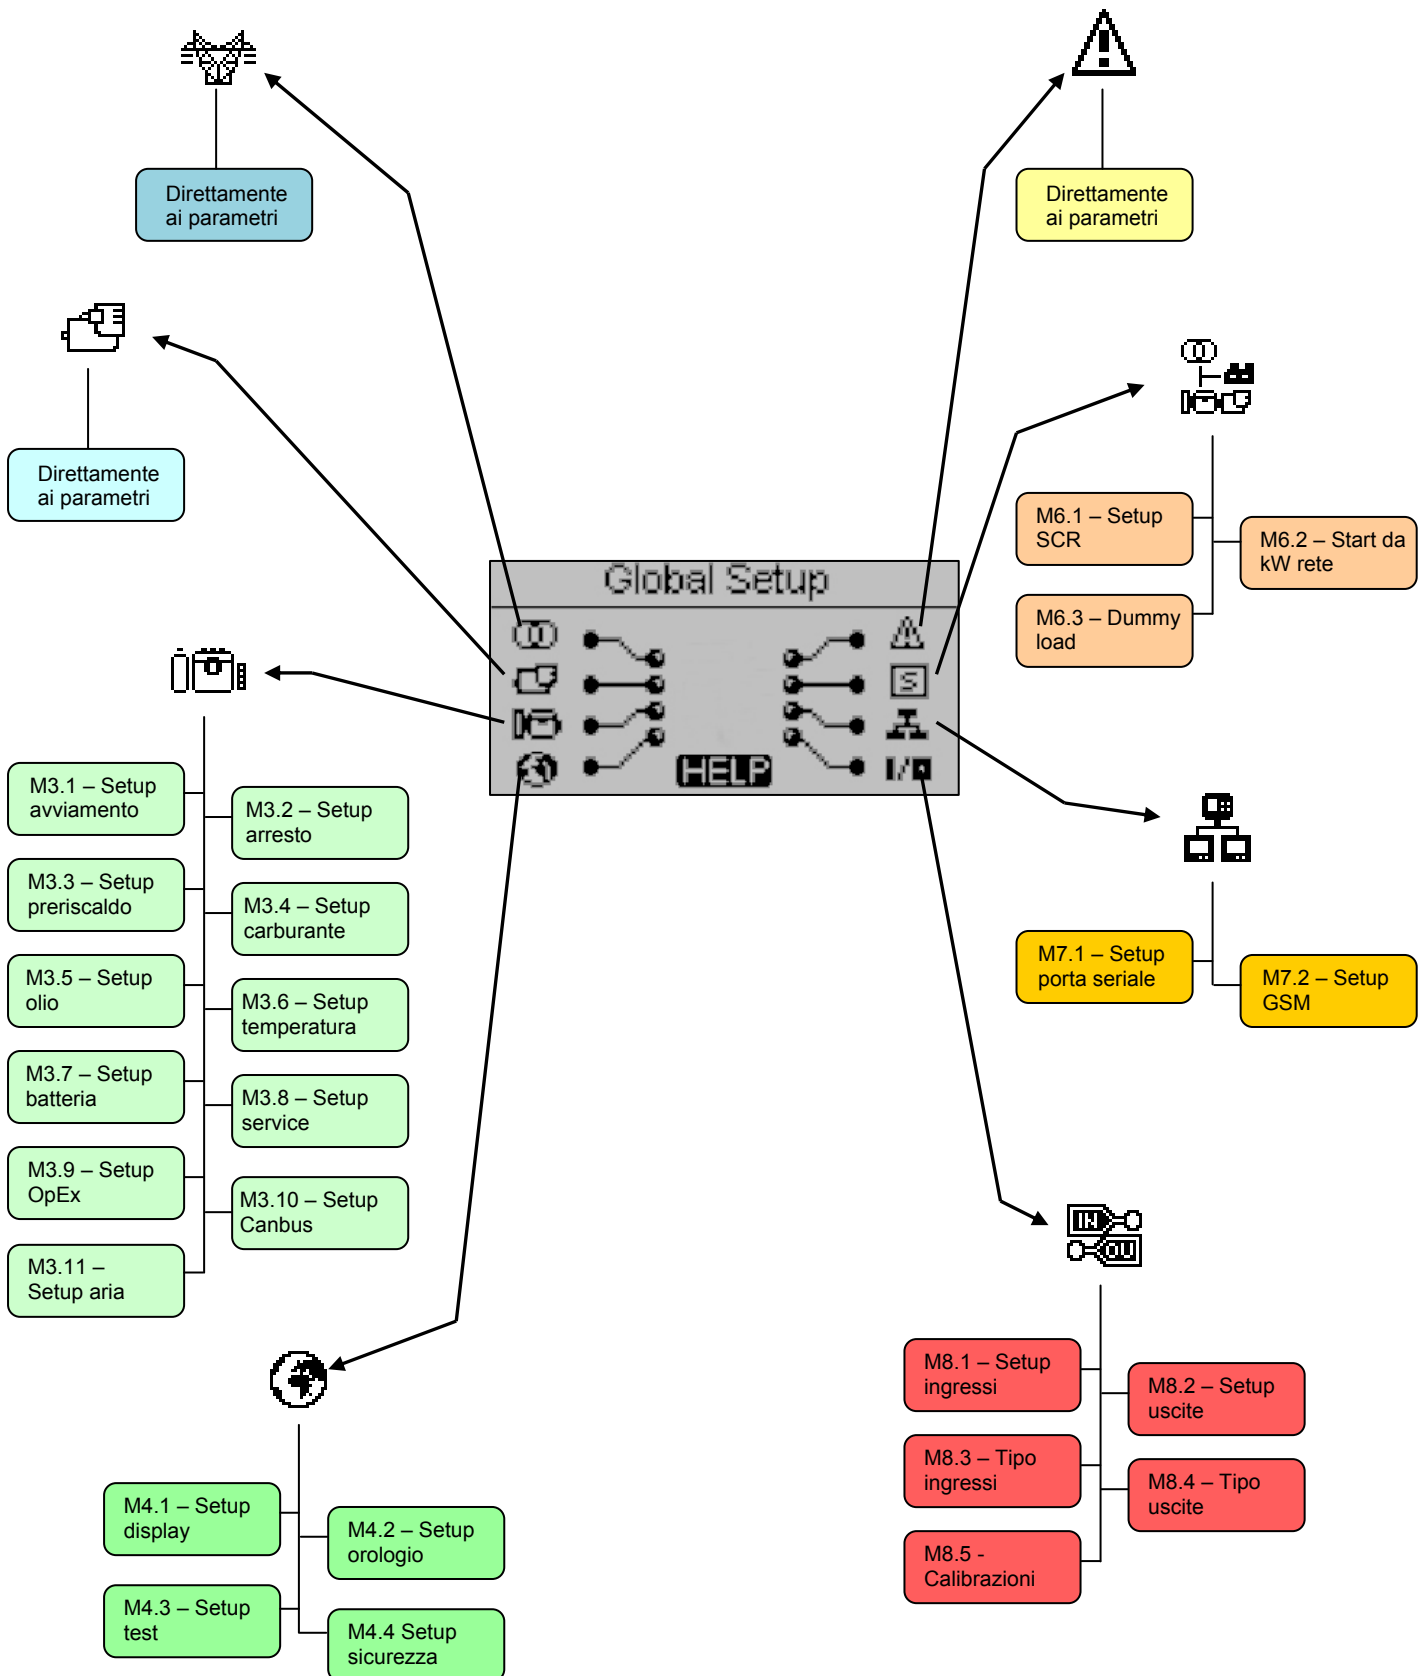 Direttamente
ai parametri
Direttamente
ai parametri
Direttamente
ai parametri
Global Setup
S
I/O
HELP
M6.1 – Setup
SCR
M6.2 – Start da
kW rete
M6.3 – Dummy
load
M3.1 – Setup
avviamento
M3.2 – Setup
arresto
M3.3 – Setup
preriscaldo
M3.4 – Setup
carburante
M3.5 – Setup
olio
M3.6 – Setup
temperatura
M3.7 – Setup
batteria
M3.8 – Setup
service
M3.9 – Setup
OpEx
M3.10 – Setup
Canbus
M3.11 –
Setup aria
M7.1 – Setup
porta seriale
M7.2 – Setup
GSM
IN
OU
M4.1 – Setup
display
M4.2 – Setup
orologio
M4.3 – Setup
test
M4.4 Setup
sicurezza
M8.1 – Setup
ingressi
M8.2 – Setup
uscite
M8.3 – Tipo
ingressi
M8.4 – Tipo
uscite
M8.5 -
Calibrazioni